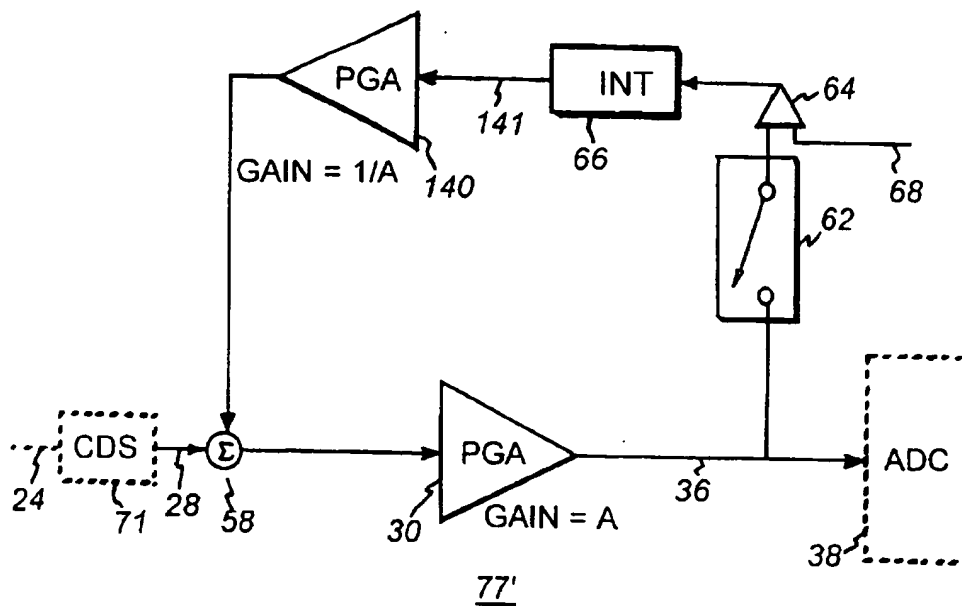 PGA
INT
64
141
66
GAIN = 1/A
140
68
62
CDS
Σ
PGA
ADC
24
71
28
58
30
GAIN = A
36
38
77'